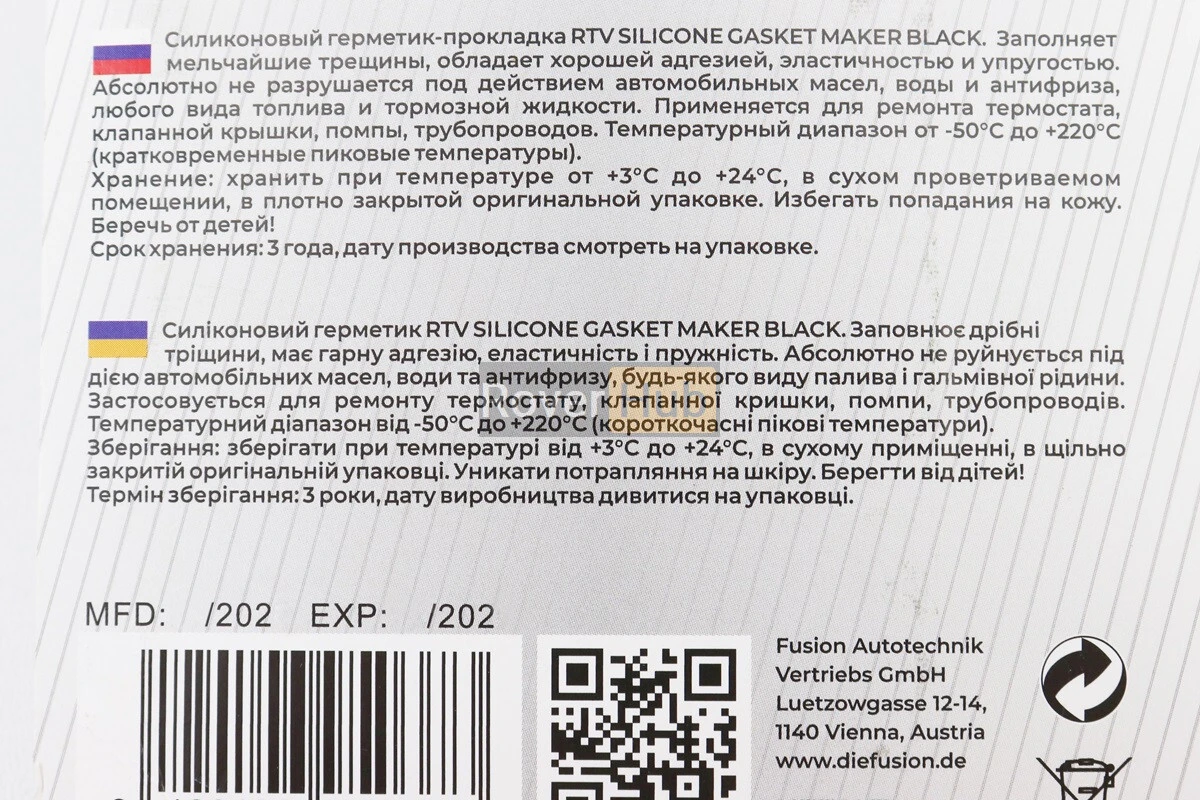 Силиконовый герметик-прокладка RTV SILICONE GASKET MAKER BLACK. Заполняет
мельчайшие трещины, обладает хорошей адгезией, эластичностью и упругостью.
Абсолютно не разрушается под действием автомобильных масел, воды и антифриза,
любого вида топлива и тормозной жидкости. Применяется для ремонта термостата,
клапанной крышки, помпы, трубопроводов. Температурный диапазон от -50°С до +220°С
(кратковременные пиковые температуры).
Хранение: хранить при температуре от +3°С до +24°С, в сухом проветриваемом
помещении, в плотно закрытой оригинальной упаковке. Избегать попадания на кожу.
Беречь от детей!
Срок хранения: 3 года, дату производства смотреть на упаковке.
Силіконовий герметик RTV SILICONE GASKET MAKER BLACK. Заповнює дрібні
тріщини, має гарну адгезію, еластичність і пружність. Абсолютно не руйнується під
дією автомобільних масел, води та антифризу, будь-якого виду палива і гальмівної рідини.
Застосовується для ремонту термостату, клапанної кришки, помпи, трубопроводів.
Температурний діапазон від -50°С до +220°С (короткочасні пікові температури).
Зберігання: зберігати при температурі від +3°С до +24°С, в сухому приміщенні, в щільно
закритій оригінальній упаковці. Уникати потрапляння на шкіру. Берегти від дітей!
Термін зберігання: 3 роки, дату виробництва дивитися на упаковці.
Rover Hub
MFD: /202 EXP: /202
Fusion Autotechnik
Vertriebs GmbH
Luetzowgasse 12-14,
1140 Vienna, Austria
www.diefusion.de